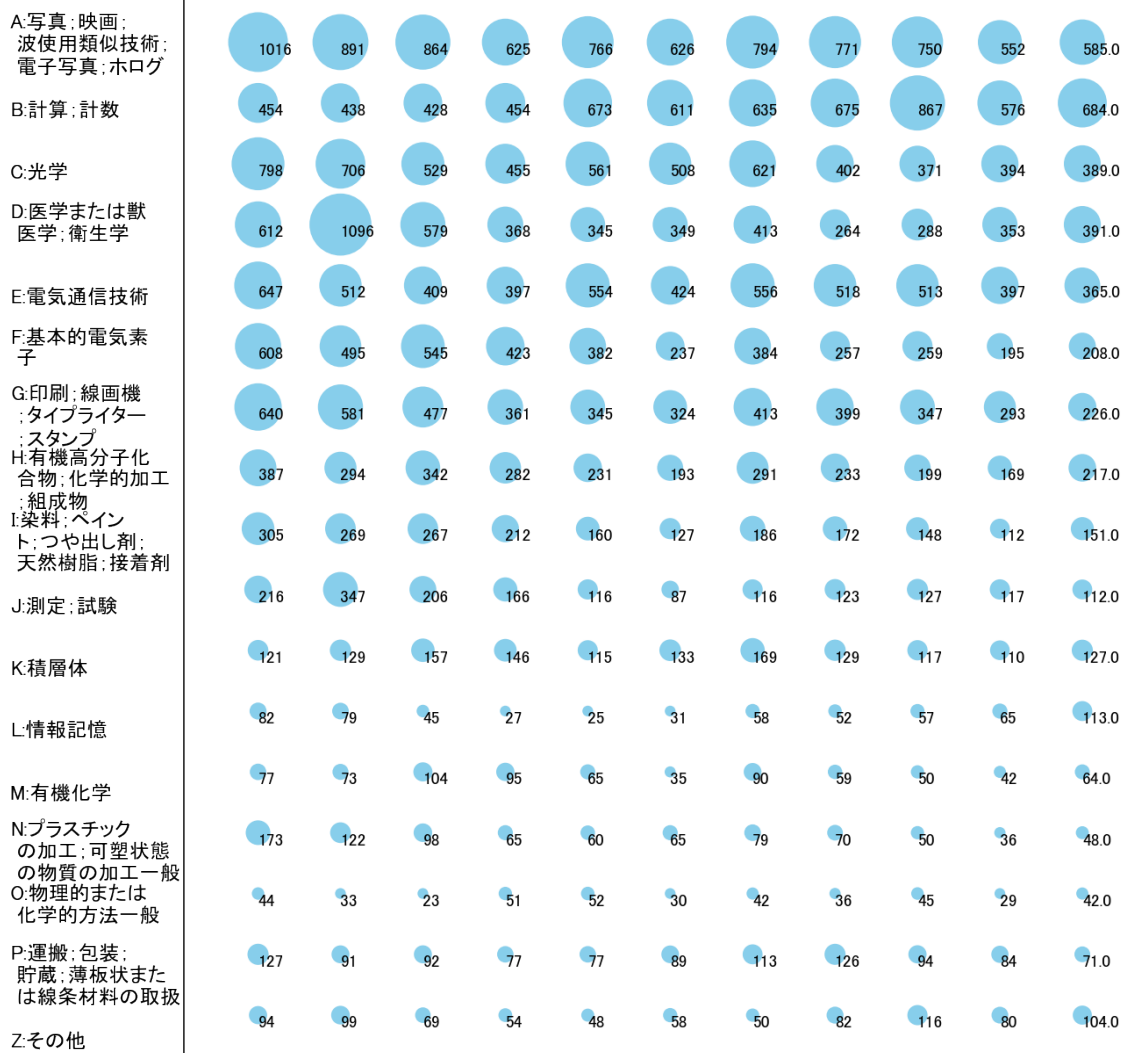 A:写真;映画;
波使用類似技術;
電子写真;ホログ
1016 891 864 625 766 626 794 771 750 552 585.0
B:計算;計数
454 438 428 454 673 611 635 675 867 576 684.0
C:光学
798 706 529 455 561 508 621 402 371 394 389.0
D:医学または獣
医学;衛生学
612 1096 579 368 345 349 413 264 288 353 391.0
E:電気通信技術
647 512 409 397 554 424 556 518 513 397 365.0
F:基本的電気素
子
608 495 545 423 382 237 384 257 259 195 208.0
G:印刷;線画機
;タイプライター
;スタンプ
640 581 477 361 345 324 413 399 347 293 226.0
H:有機高分子化
合物;化学的加工
;組成物
387 294 342 282 231 193 291 233 199 169 217.0
I:染料;ペイン
ト;つや出し剤;
天然樹脂;接着剤
305 269 267 212 160 127 186 172 148 112 151.0
J:測定;試験
216 347 206 166 116 87 116 123 127 117 112.0
K:積層体
121 129 157 146 115 133 169 129 117 110 127.0
L:情報記憶
82 79 45 27 25 31 58 52 57 65 113.0
M:有機化学
77 73 104 95 65 35 90 59 50 42 64.0
N:プラスチック
の加工;可塑状態
の物質の加工一般
173 122 98 65 60 65 79 70 50 36 48.0
O:物理的または
化学的方法一般
44 33 23 51 52 30 42 36 45 29 42.0
P:運搬;包装;
貯蔵;薄板状また
は線条材料の取扱
127 91 92 77 77 89 113 126 94 84 71.0
Z:その他
94 99 69 54 48 58 50 82 116 80 104.0